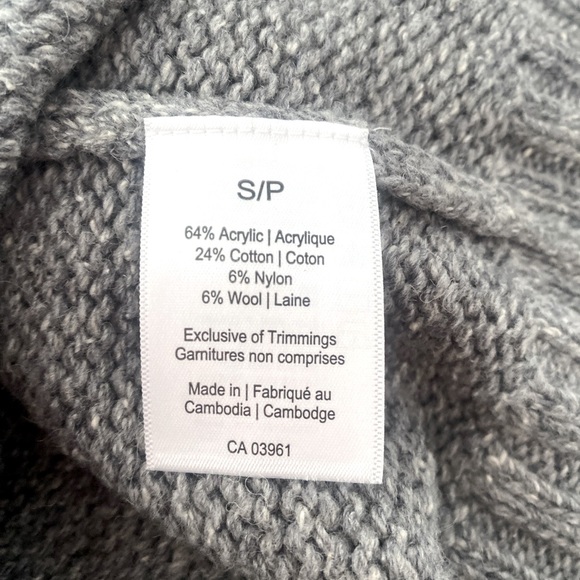 S/P
64% Acrylic | Acrylique
24% Cotton | Coton
6% Nylon
6% Wool | Laine
Exclusive of Trimmings
Garnitures non comprises
Made in | Fabriqué au
Cambodia | Cambodge
CA 03961